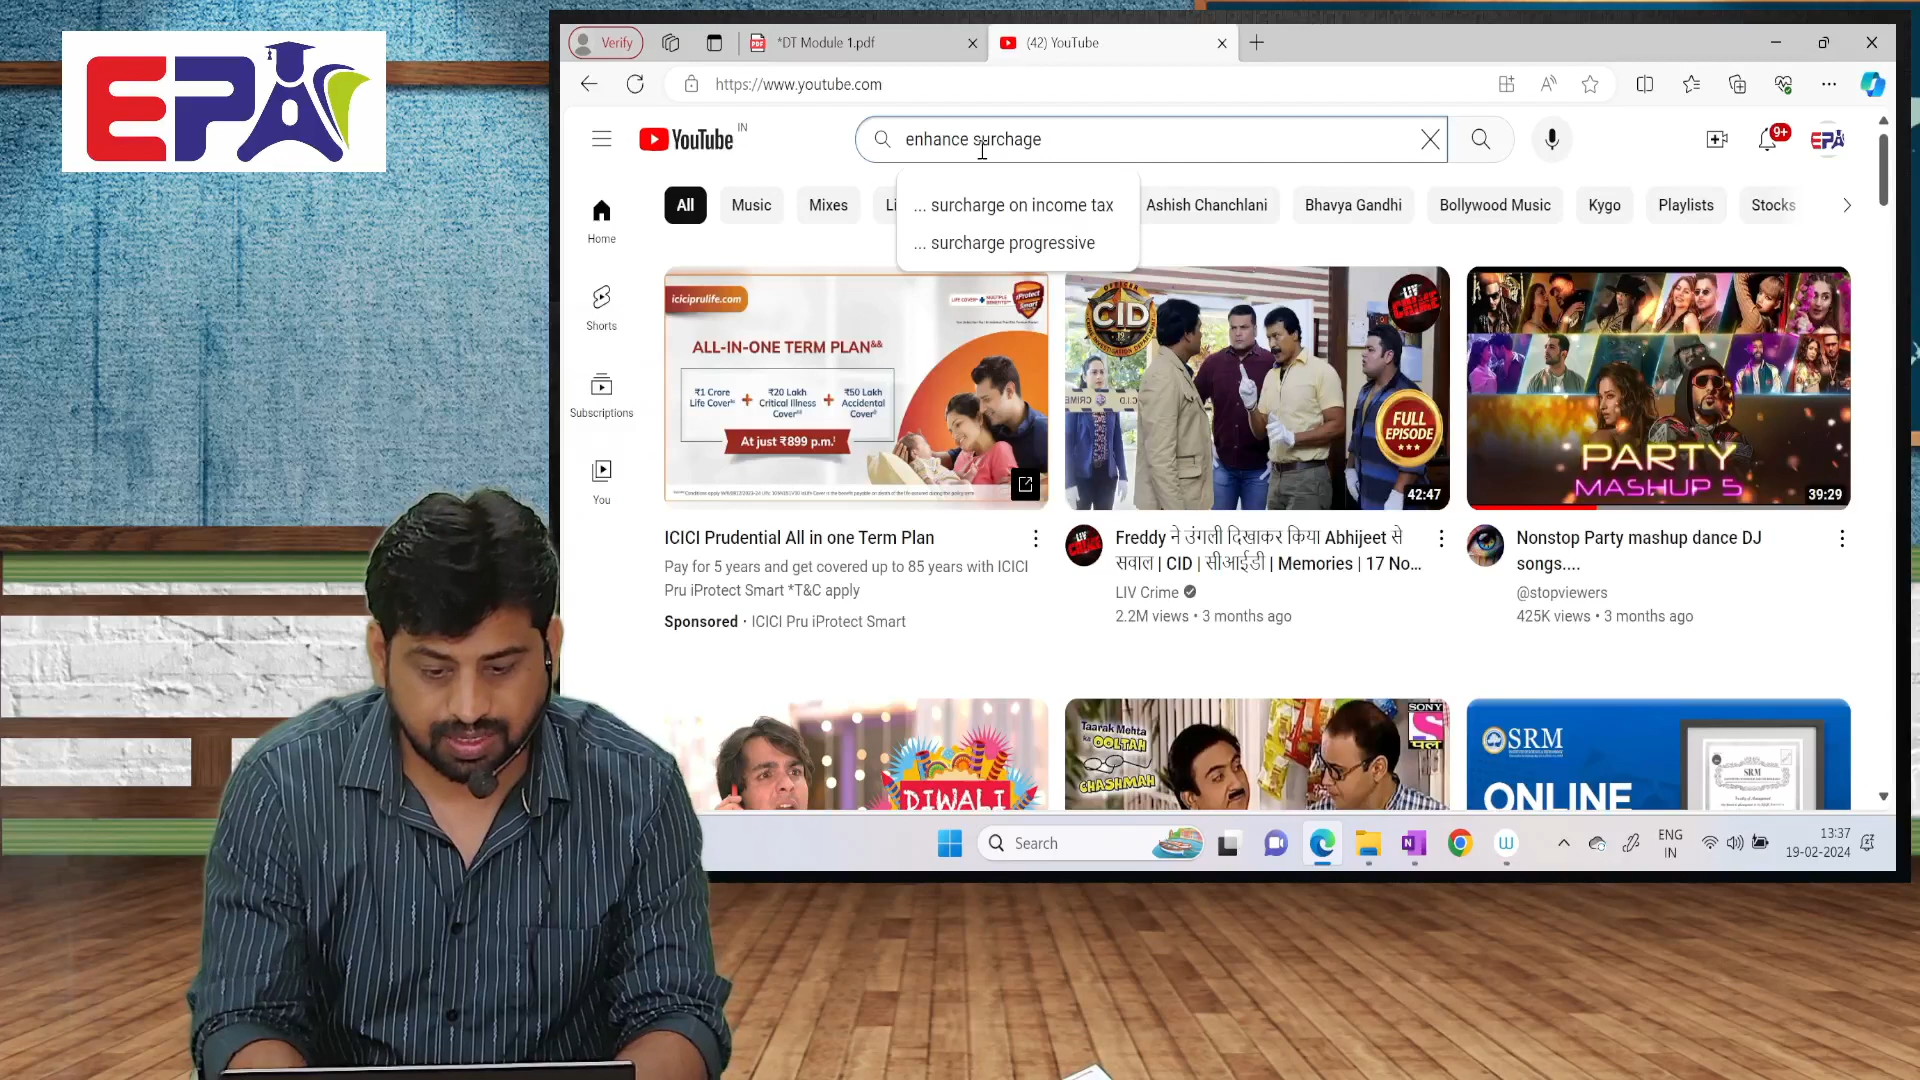 EPA
Verify
*DT Module 1.pdf
(42) YouTube
https://www.youtube.com
YouTube IN
enhance surchage
9+
EPA
... surcharge on income tax
... surcharge progressive
All
Music
Mixes
Li
Ashish Chanchlani
Bhavya Gandhi
Bollywood Music
Kygo
Playlists
Stocks
Home
Shorts
Subscriptions
You
iciciprulife.com
ALL-IN-ONE TERM PLAN&&
₹1 Crore Life Cover + ₹20 Lakh Critical Illness Cover + ₹50 Lakh Accidental Cover
At just ₹899 p.m.
CID
LIV CRIME
FULL EPISODE
42:47
PARTY
MASHUP 5
39:29
ICICI Prudential All in one Term Plan
Pay for 5 years and get covered up to 85 years with ICICI
Pru iProtect Smart *T&C apply
Sponsored · ICICI Pru iProtect Smart
Freddy ने उंगली दिखाकर किया Abhijeet से
सवाल | CID | सीआईडी | Memories | 17 No...
LIV Crime
2.2M views • 3 months ago
Nonstop Party mashup dance DJ
songs....
@stopviewers
425K views • 3 months ago
DIWALI
Taarak Mehta
ka OOLTAH
CHASHMAH
SONY
पल
SRM
ONLINE
SRM
Search
ENG
IN
13:37
19-02-2024